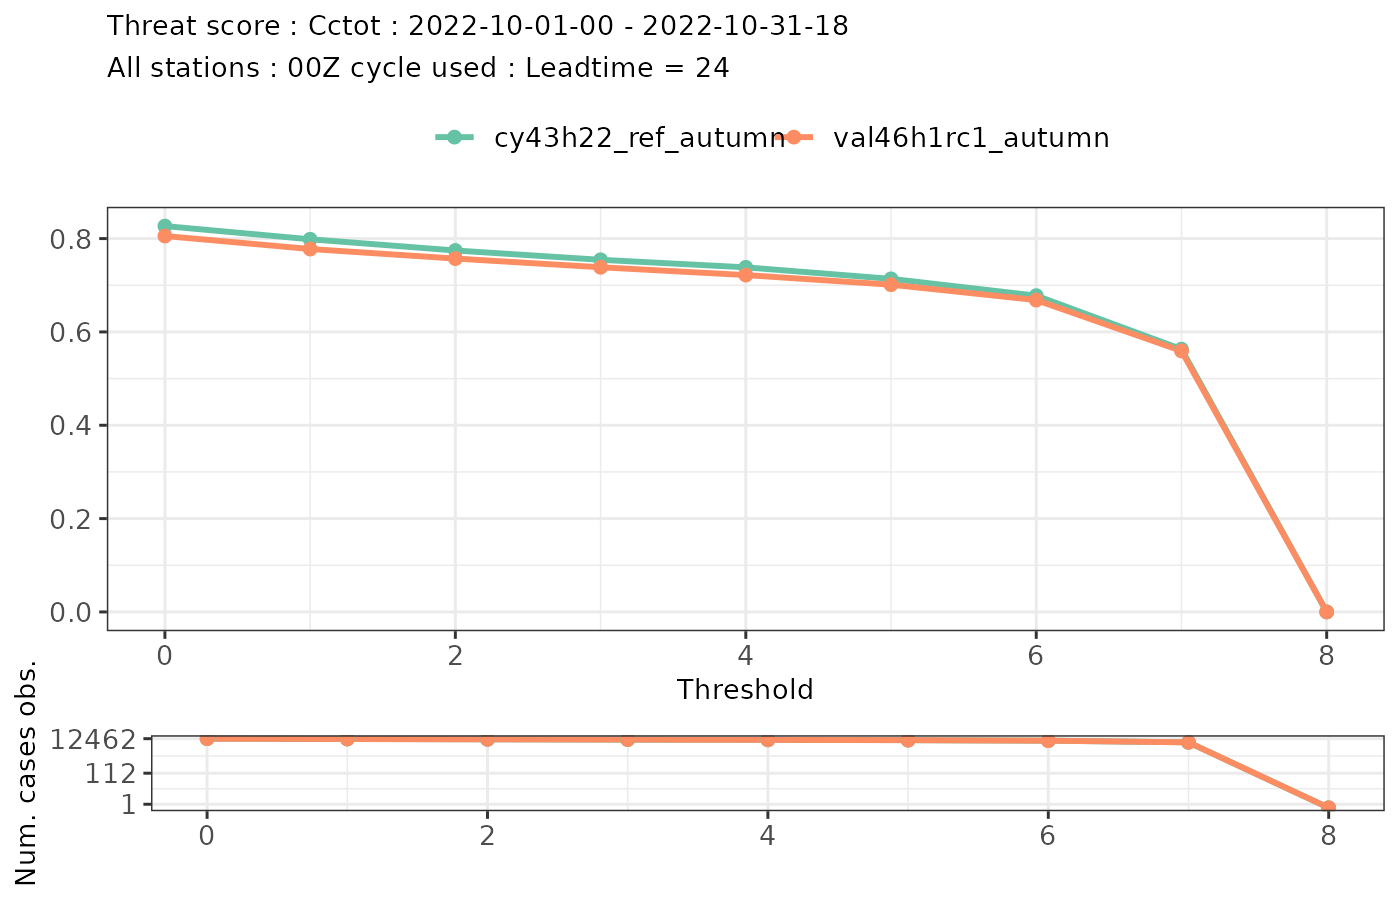 Threat score : Cctot : 2022-10-01-00 - 2022-10-31-18
All stations : 00Z cycle used : Leadtime = 24
cy43h22_ref_autumn val46h1rc1_autumn
0.8
0.6
0.4
0.2
0.0
0 2 4 6 8
Threshold
Num. cases obs.
12462
112
1
0 2 4 6 8